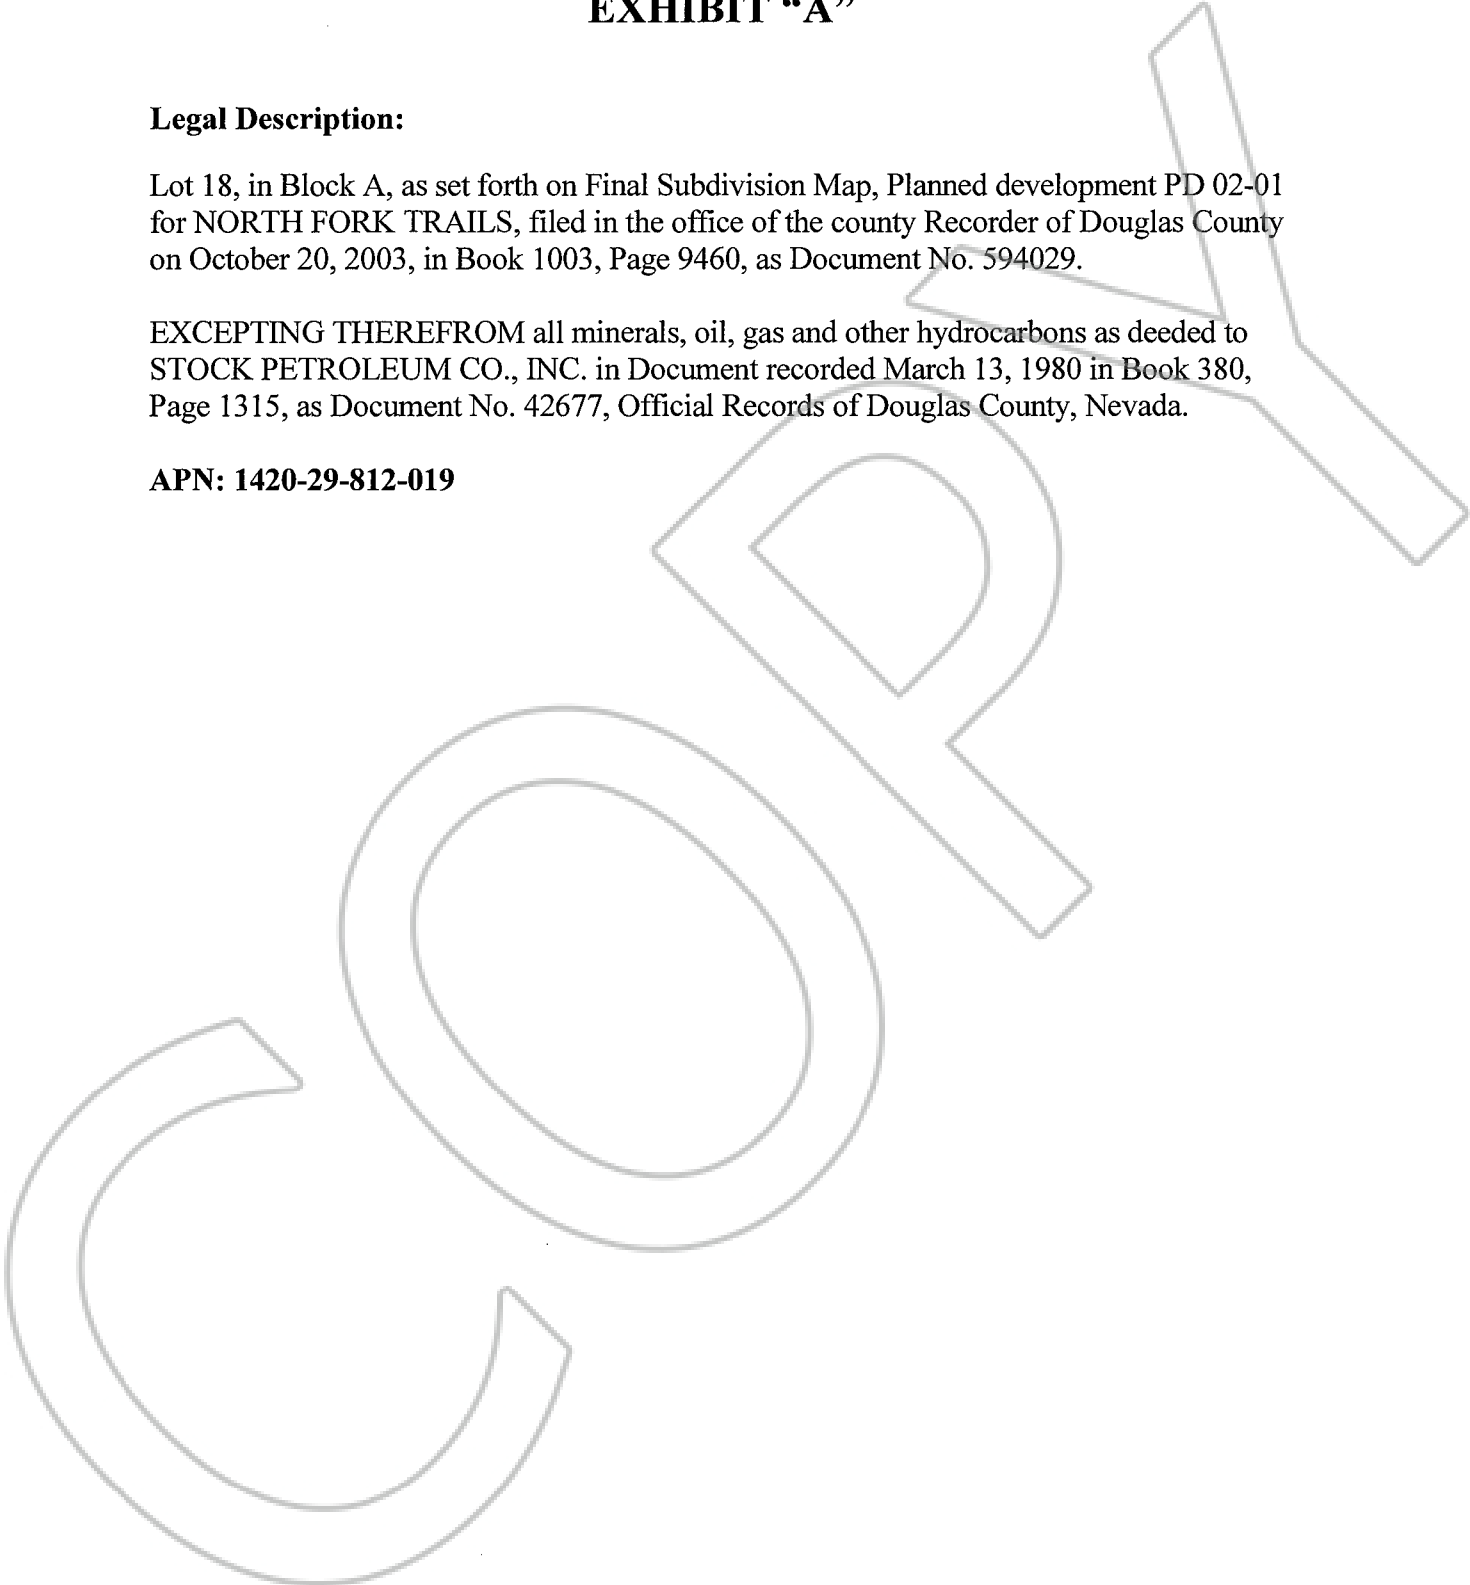 EXHIBIT “A”
Legal Description:
Lot 18, in Block A, as set forth on Final Subdivision Map, Planned development PD 02-01
for NORTH FORK TRAILS, filed in the office of the county Recorder of Douglas County
on October 20, 2003, in Book 1003, Page 9460, as Document No. 594029.
EXCEPTING THEREFROM all minerals, oil, gas and other hydrocarbons as deeded to
STOCK PETROLEUM CO., INC. in Document recorded March 13, 1980 in Book 380,
Page 1315, as Document No. 42677, Official Records of Douglas County, Nevada.
APN: 1420-29-812-019
COPY